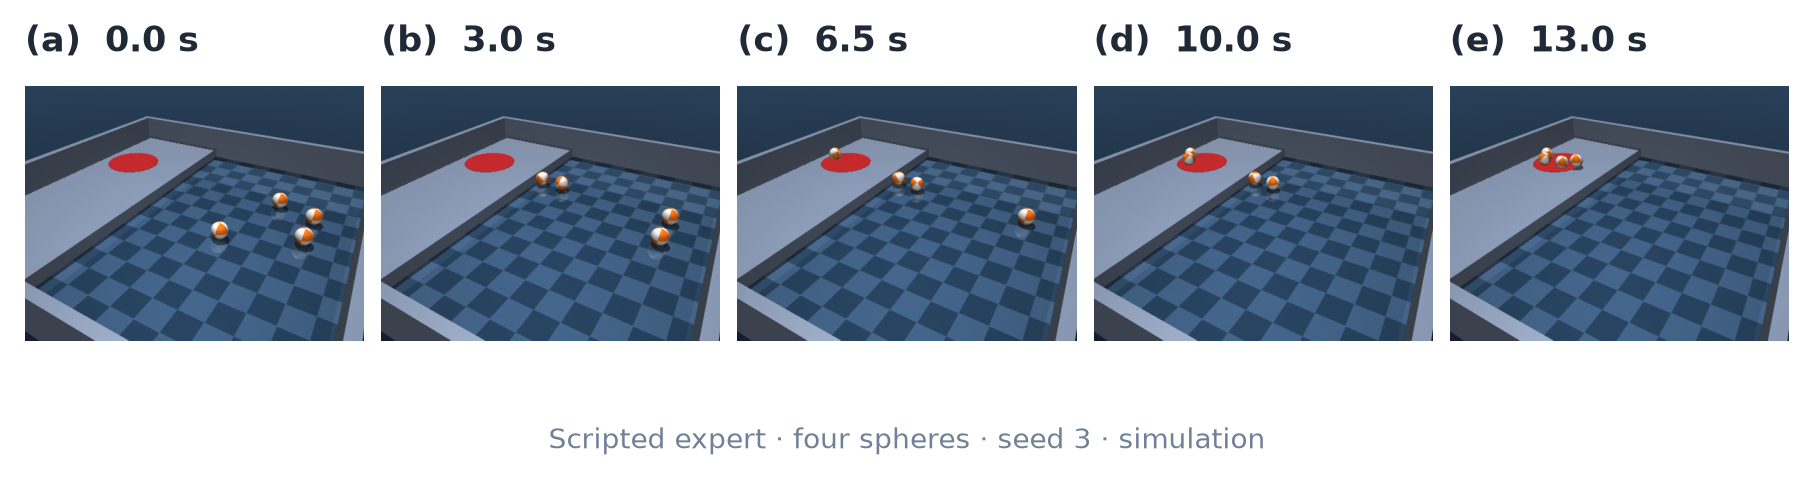 (a) 0.0 s
(b) 3.0 s
(c) 6.5 s
(d) 10.0 s
(e) 13.0 s
Scripted expert · four spheres · seed 3 · simulation